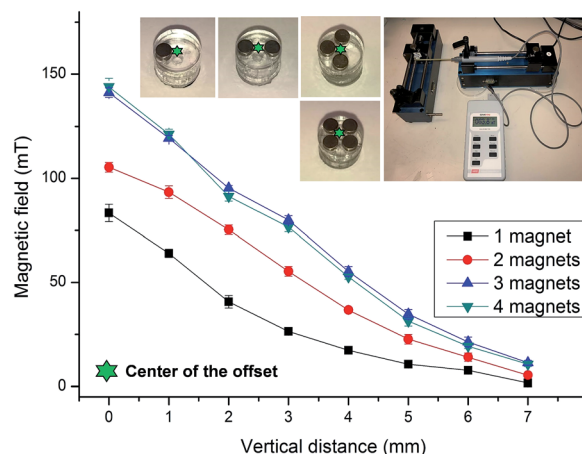 Magnetic field (mT)
150
100
50
0
1 magnet
2 magnets
3 magnets
4 magnets
Center of the offset
0 1 2 3 4 5 6 7
Vertical distance (mm)